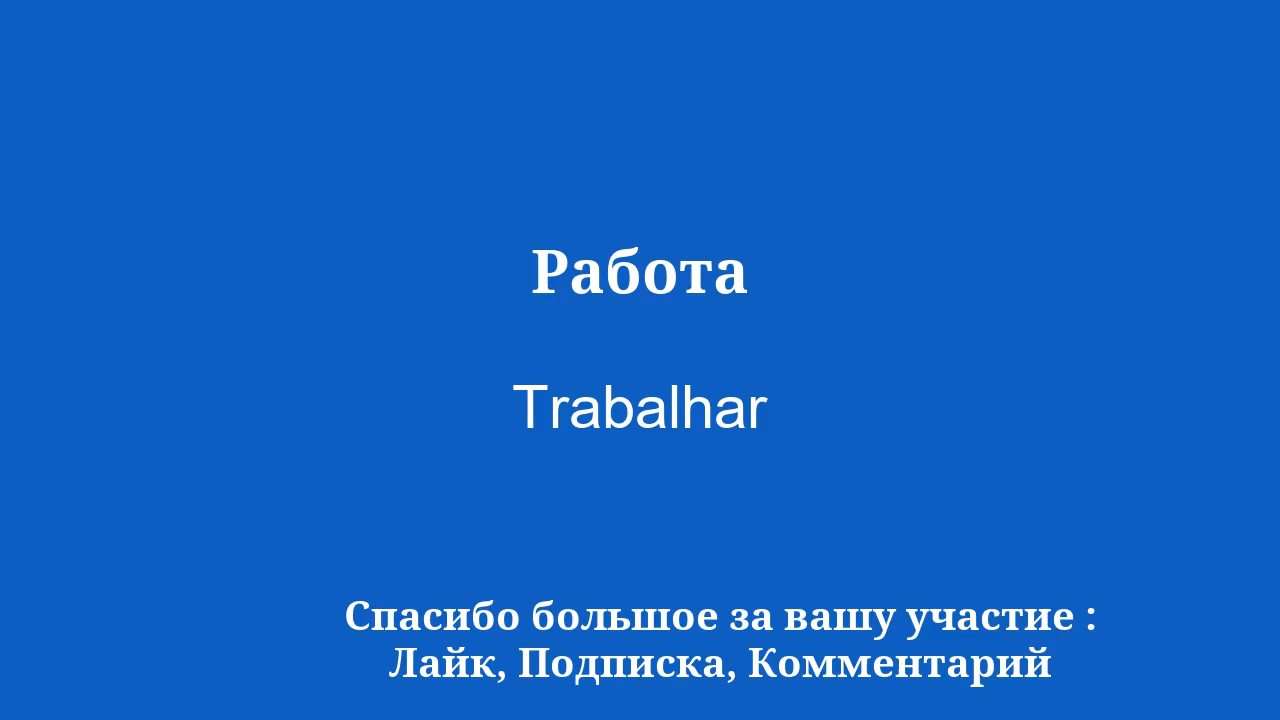 Работа
Trabalhar
Спасибо большое за вашу участие :
Лайк, Подписка, Комментарий